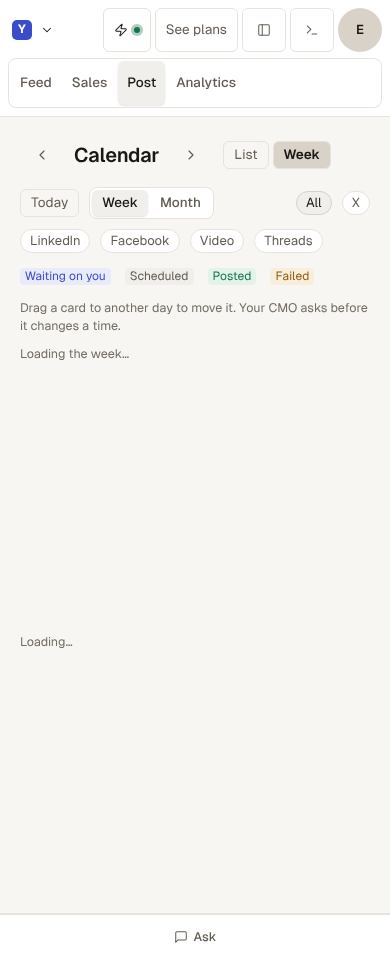 Y
See plans
E
Feed Sales Post Analytics
Calendar
List Week
Today Week Month All X
LinkedIn Facebook Video Threads
Waiting on you Scheduled Posted Failed
Drag a card to another day to move it. Your CMO asks before
it changes a time.
Loading the week...
Loading...
Ask